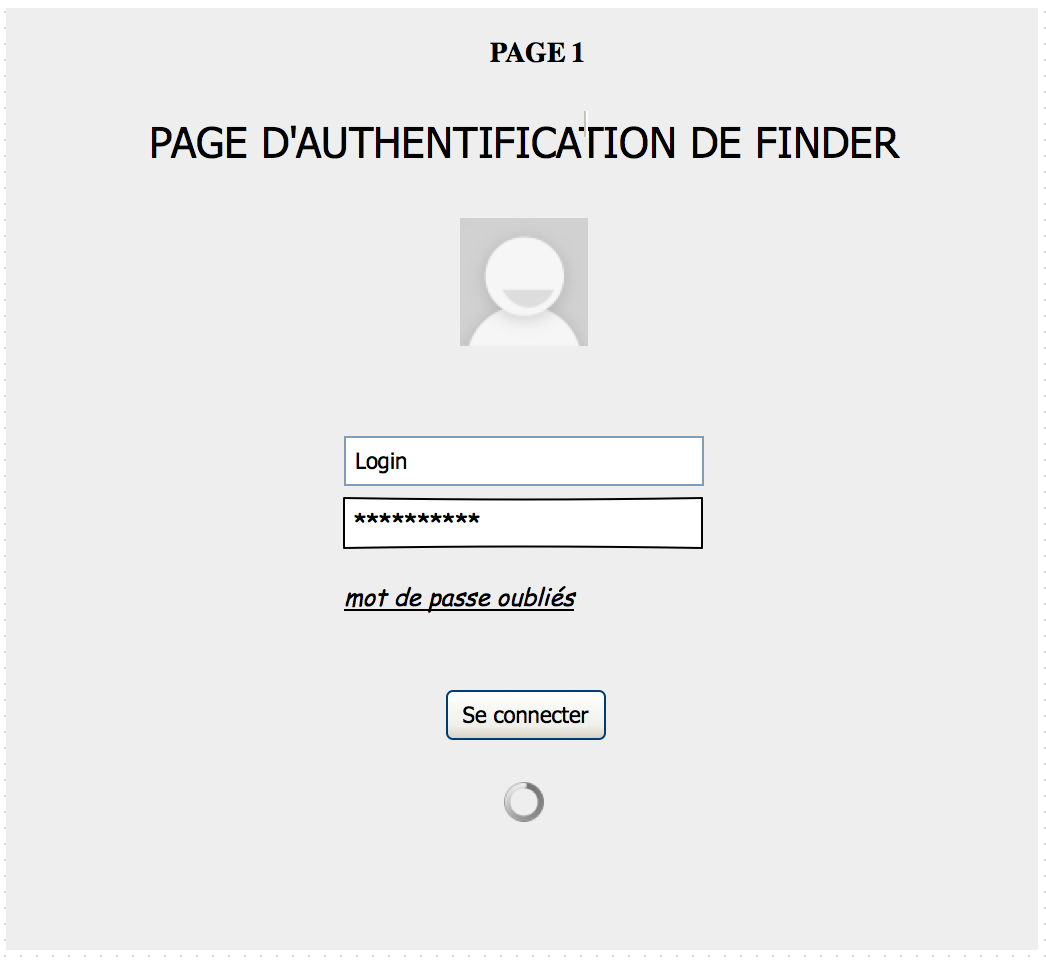 PAGE 1
PAGE D'AUTHENTIFICATION DE FINDER
Login
**********
mot de passe oubliés
Se connecter